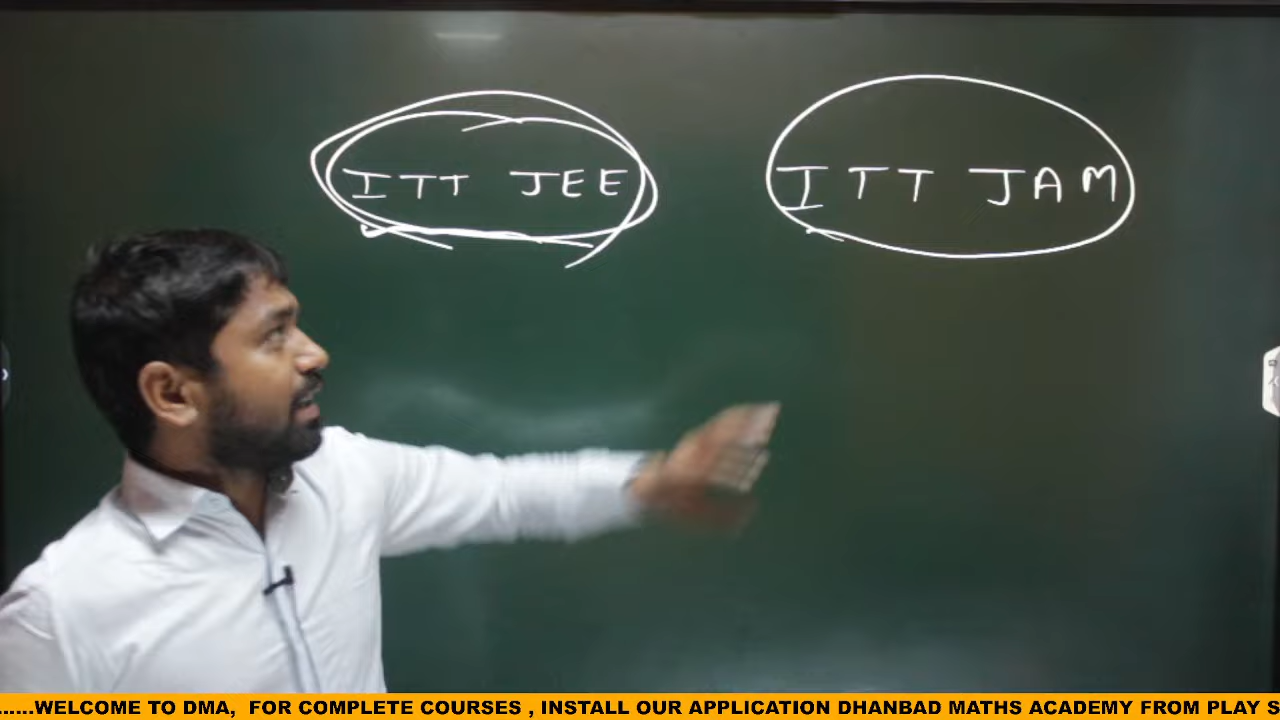 ITT JEE
ITT JAM
......WELCOME TO DMA, FOR COMPLETE COURSES , INSTALL OUR APPLICATION DHANBAD MATHS ACADEMY FROM PLAY S